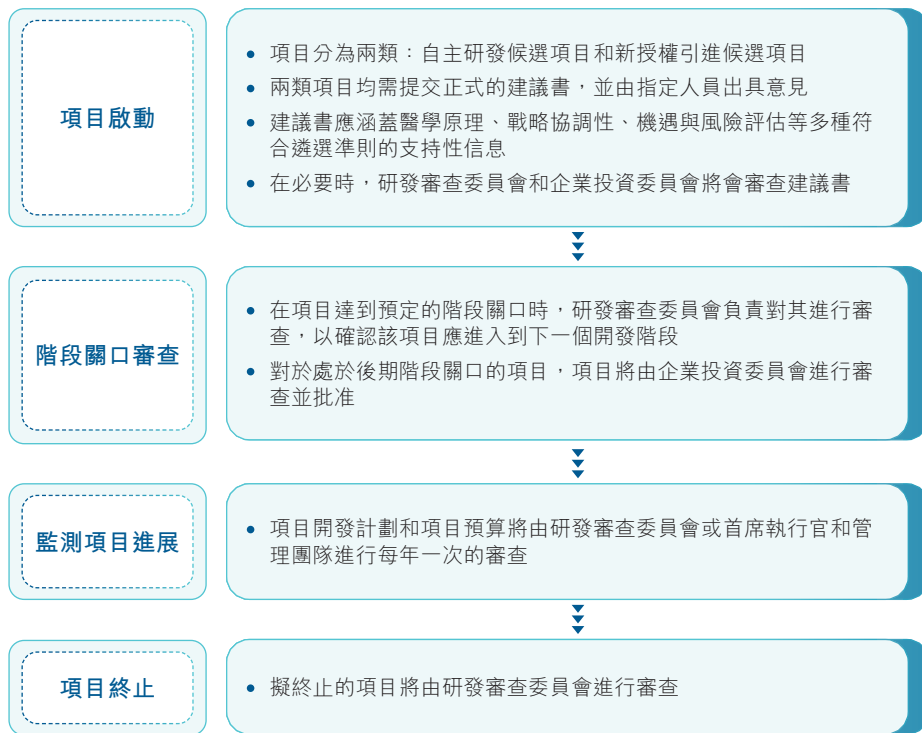 項目啟動
• 項目分為兩類：自主研發候選項目和新授權引進候選項目
• 兩類項目均需提交正式的建議書，並由指定人員出具意見
• 建議書應涵蓋醫學原理、戰略協調性、機遇與風險評估等多種符
合遴選準則的支持性信息
• 在必要時，研發審查委員會和企業投資委員會將會審查建議書
階段關口審查
• 在項目達到預定的階段關口時，研發審查委員會負責對其進行審
查，以確認該項目應進入到下一個開發階段
• 對於處於後期階段關口的項目，項目將由企業投資委員會進行審
查並批准
監測項目進展
• 項目開發計劃和項目預算將由研發審查委員會或首席執行官和管
理團隊進行每年一次的審查
項目終止
• 擬終止的項目將由研發審查委員會進行審查